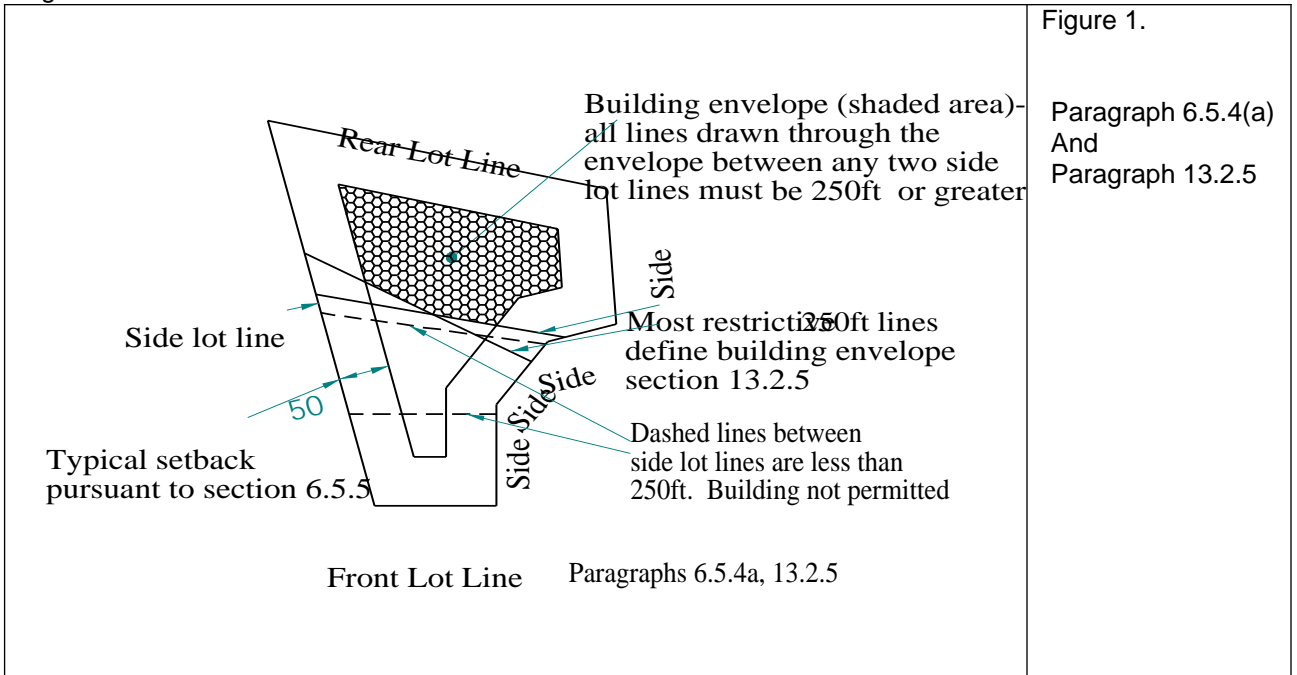 Figure 1.
Paragraph 6.5.4(a)
And
Paragraph 13.2.5
Building envelope (shaded area)-
all lines drawn through the
envelope between any two side
lot lines must be 250ft or greater
Rear Lot Line
Side
Side lot line
Most restrictive 250ft lines
define building envelope
section 13.2.5
Side
Side
Side
50
Dashed lines between
side lot lines are less than
250ft. Building not permitted
Typical setback
pursuant to section 6.5.5
Front Lot Line
Paragraphs 6.5.4a, 13.2.5